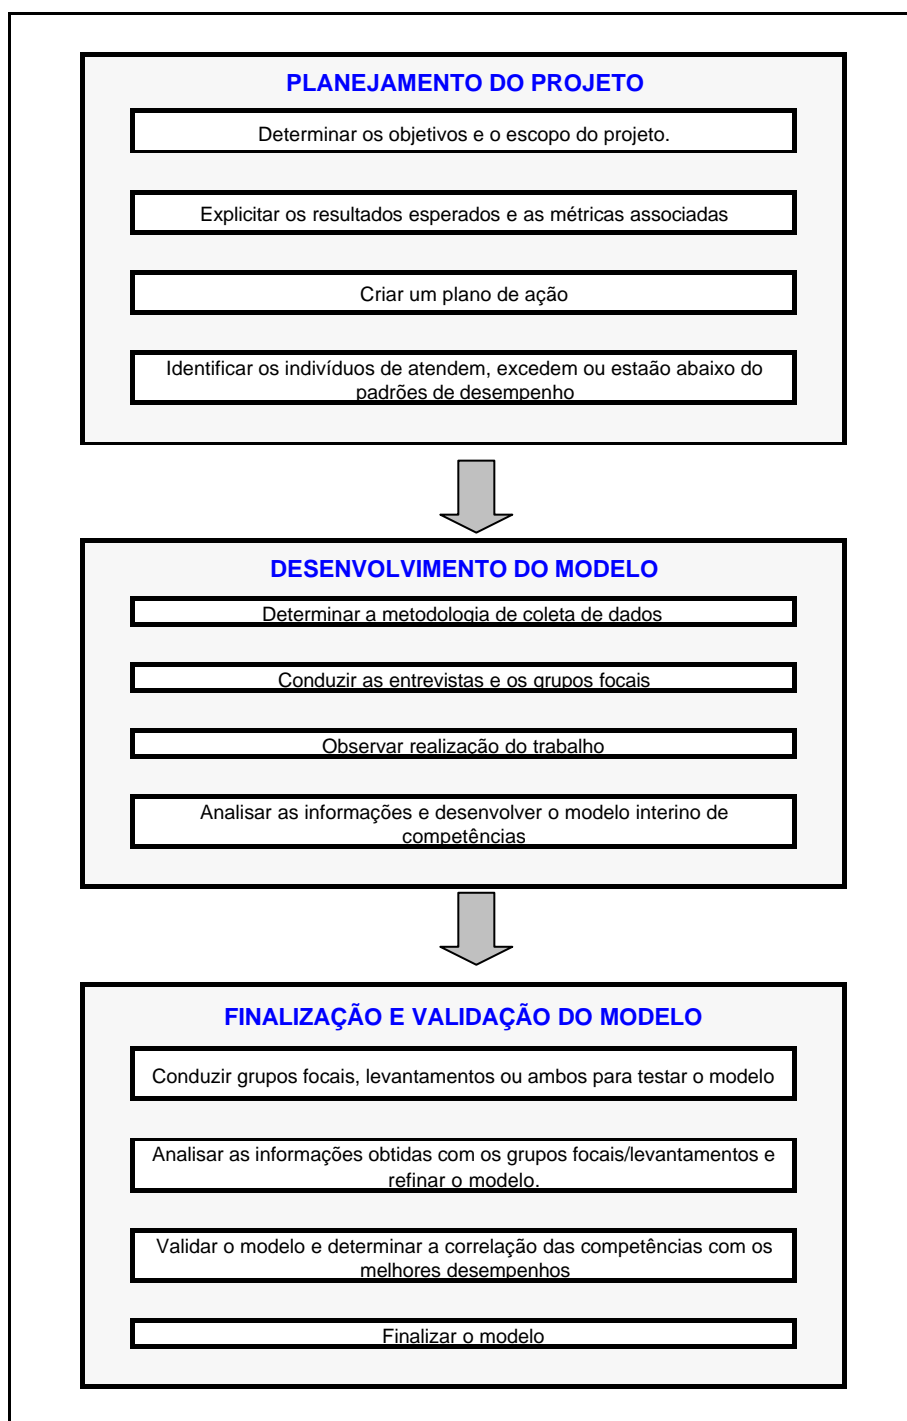 PLANEJAMENTO DO PROJETO
Determinar os objetivos e o escopo do projeto.
Explicitar os resultados esperados e as métricas associadas
Criar um plano de ação
Identificar os indivíduos de atendem, excedem ou estaão abaixo do
padrões de desempenho
DESENVOLVIMENTO DO MODELO
Determinar a metodologia de coleta de dados
Conduzir as entrevistas e os grupos focais
Observar realização do trabalho
Analisar as informações e desenvolver o modelo interino de
competências
FINALIZAÇÃO E VALIDAÇÃO DO MODELO
Conduzir grupos focais, levantamentos ou ambos para testar o modelo
Analisar as informações obtidas com os grupos focais/levantamentos e
refinar o modelo.
Validar o modelo e determinar a correlação das competências com os
melhores desempenhos
Finalizar o modelo